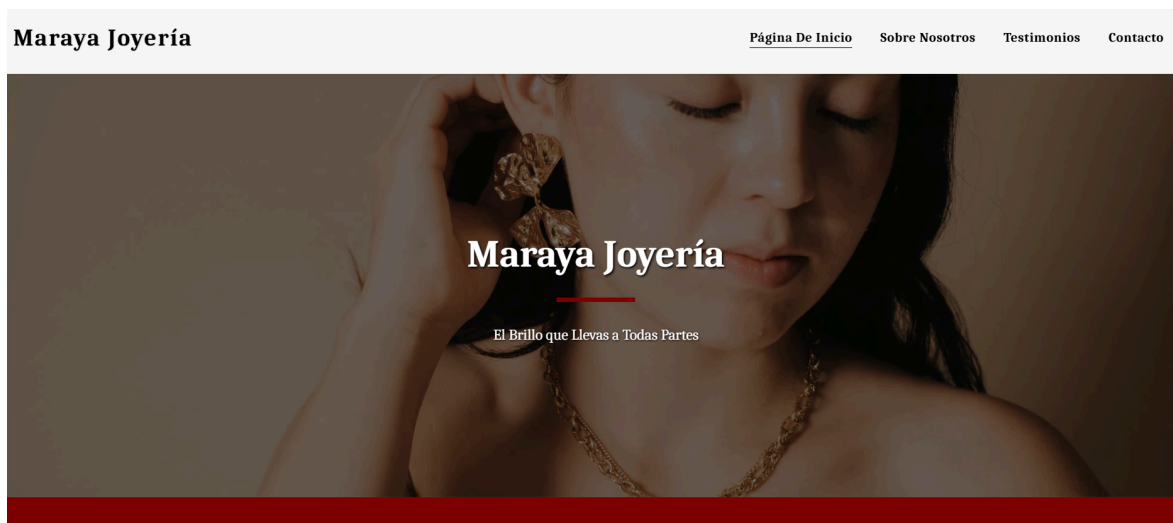 Maraya Joyería
Página De Inicio Sobre Nosotros Testimonios Contacto
Maraya Joyería
El Brillo que Llevas a Todas Partes